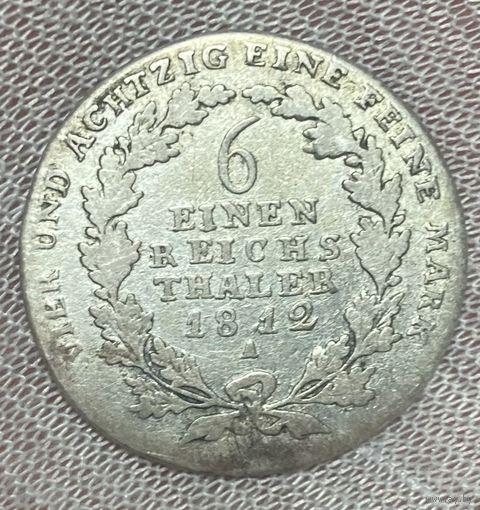 VIER UND ACHTZIG EINE FEINE MARK
6
EINEN
REICHS
THALER
1812
A